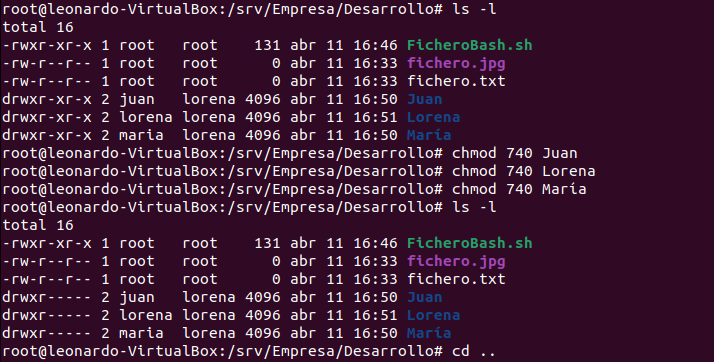 root@leonardo-VirtualBox:/srv/Empresa/Desarrollo# ls -l
total 16
-rwxr-xr-x 1 root   root    131 abr 11 16:46 FicheroBash.sh
-rw-r--r-- 1 root   root      0 abr 11 16:33 fichero.jpg
-rw-r--r-- 1 root   root      0 abr 11 16:33 fichero.txt
drwxr-xr-x 2 juan   lorena 4096 abr 11 16:50 Juan
drwxr-xr-x 2 lorena lorena 4096 abr 11 16:51 Lorena
drwxr-xr-x 2 maria  lorena 4096 abr 11 16:50 María
root@leonardo-VirtualBox:/srv/Empresa/Desarrollo# chmod 740 Juan
root@leonardo-VirtualBox:/srv/Empresa/Desarrollo# chmod 740 Lorena
root@leonardo-VirtualBox:/srv/Empresa/Desarrollo# chmod 740 María
root@leonardo-VirtualBox:/srv/Empresa/Desarrollo# ls -l
total 16
-rwxr-xr-x 1 root   root    131 abr 11 16:46 FicheroBash.sh
-rw-r--r-- 1 root   root      0 abr 11 16:33 fichero.jpg
-rw-r--r-- 1 root   root      0 abr 11 16:33 fichero.txt
drwxr----- 2 juan   lorena 4096 abr 11 16:50 Juan
drwxr----- 2 lorena lorena 4096 abr 11 16:51 Lorena
drwxr----- 2 maria  lorena 4096 abr 11 16:50 María
root@leonardo-VirtualBox:/srv/Empresa/Desarrollo# cd ..